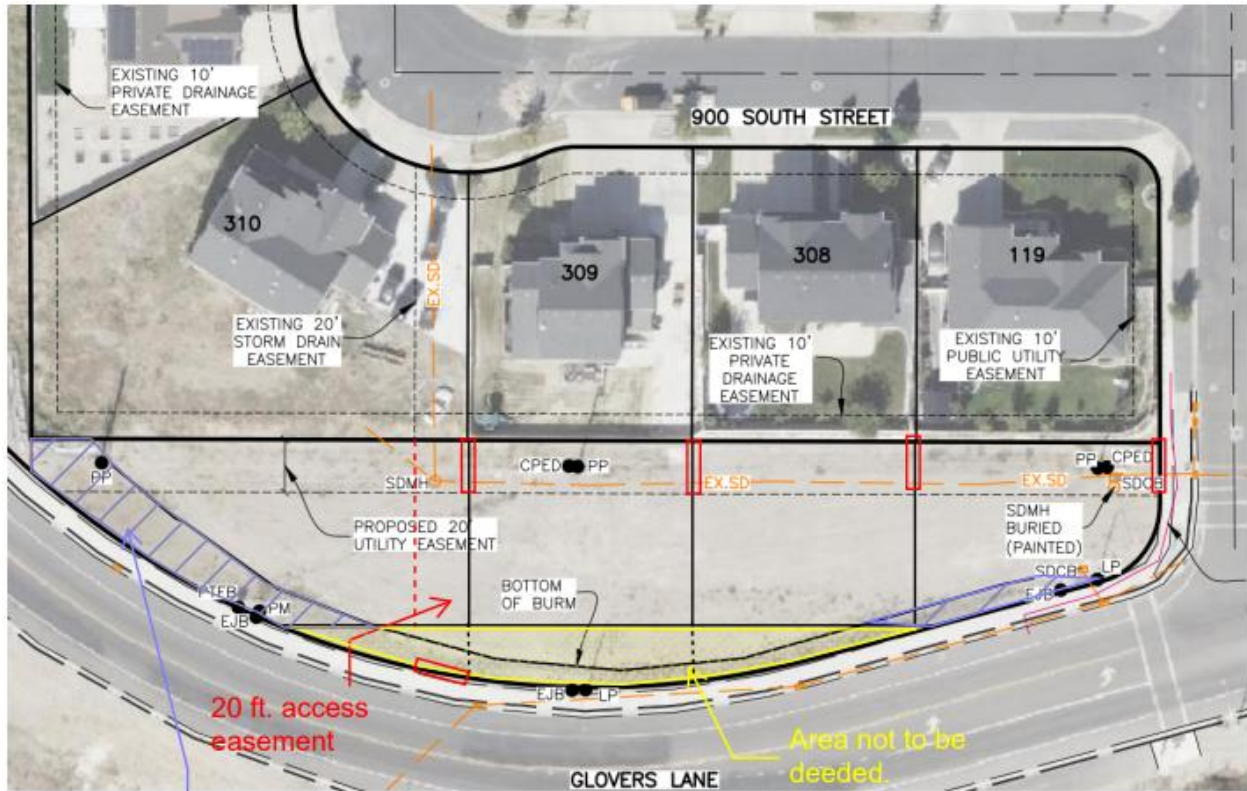 EXISTING 10'
PRIVATE DRAINAGE
EASEMENT
900 SOUTH STREET
310
309
308
119
EX.SD
EXISTING 20'
STORM DRAIN
EASEMENT
EXISTING 10'
PRIVATE
DRAINAGE
EASEMENT
EXISTING 10'
PUBLIC UTILITY
EASEMENT
PP
SDMH
CPED
PP
EX.SD
EX.SD
PP
CPED
SDCB
PROPOSED 20'
UTILITY EASEMENT
SDMH
BURIED
(PAINTED)
BOTTOM
OF BURM
SDCB
LP
EJB
PM
EJB
EJB
LP
20 ft. access
easement
Area not to be
deeded.
GLOVERS LANE